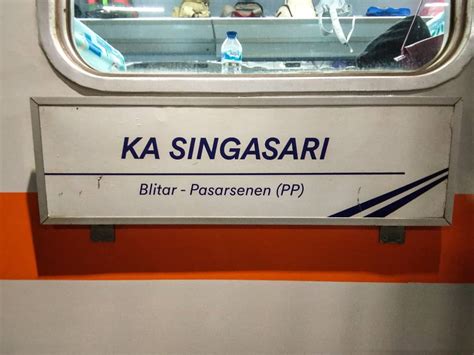 KA SINGASARI
Blitar - Pasarsenen (PP)